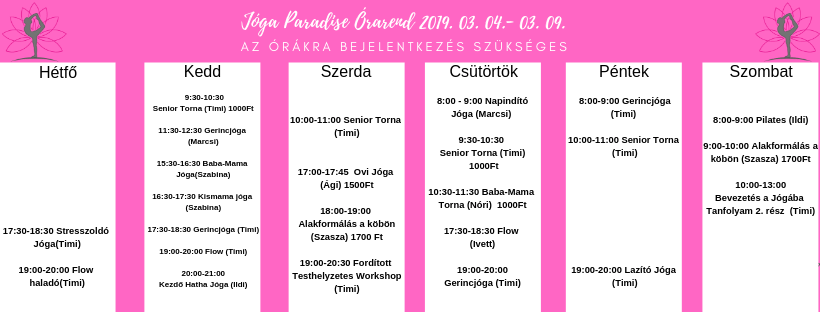 Jóga Paradise Órarend 2019. 03. 04.- 03. 09.
AZ ÓRÁKRA BEJELENTKEZÉS SZÜKSÉGES
Hétfő
17:30-18:30 Stresszoldó
Jóga(Timi)
19:00-20:00 Flow
haladó(Timi)
Kedd
9:30-10:30
Senior Torna (Timi) 1000Ft
11:30-12:30 Gerincjóga
(Marcsi)
15:30-16:30 Baba-Mama
Jóga(Szabina)
16:30-17:30 Kismama jóga
(Szabina)
17:30-18:30 Gerincjóga (Timi)
19:00-20:00 Flow (Timi)
20:00-21:00
Kezdő Hatha Jóga (Ildi)
Szerda
10:00-11:00 Senior Torna
(Timi)
17:00-17:45 Ovi Jóga
(Ági) 1500Ft
18:00-19:00
Alakformálás a köbön
(Szasza) 1700 Ft
19:00-20:30 Fordított
Testhelyzetes Workshop
(Timi)
Csütörtök
8:00 - 9:00 Napindító
Jóga (Marcsi)
9:30-10:30
Senior Torna (Timi)
1000Ft
10:30-11:30 Baba-Mama
Torna (Nóri) 1000Ft
17:30-18:30 Flow
(Ivett)
19:00-20:00
Gerincjóga (Timi)
Péntek
8:00-9:00 Gerincjóga
(Timi)
10:00-11:00 Senior Torna
(Timi)
19:00-20:00 Lazító Jóga
(Timi)
Szombat
8:00-9:00 Pilates (Ildi)
9:00-10:00 Alakformálás a
köbön (Szasza) 1700Ft
10:00-13:00
Bevezetés a Jógába
Tanfolyam 2. rész (Timi)